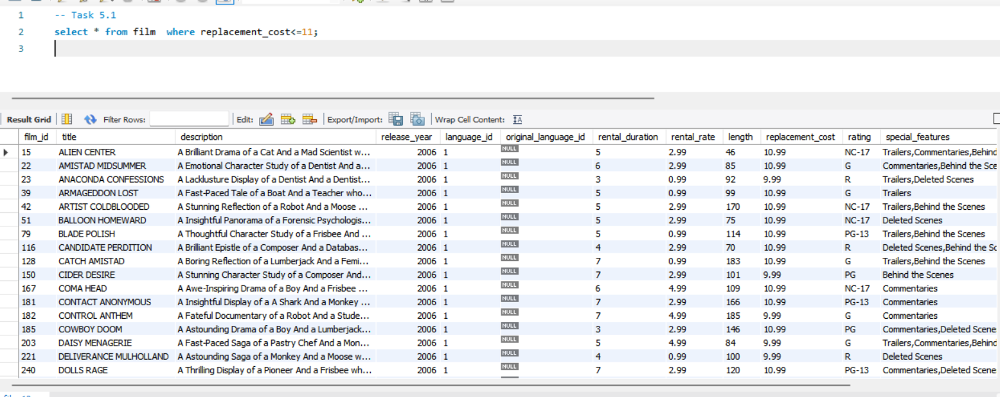 1 -- Task 5.1
2 select * from film  where replacement_cost<=11;
3
Result Grid Filter Rows: Edit: Export/Import: Wrap Cell Content: IA
film_id title description release_year language_id original_language_id rental_duration rental_rate length replacement_cost rating special_features
15 ALIEN CENTER A Brilliant Drama of a Cat And a Mad Scientist w... 2006 1 NULL 5 2.99 46 10.99 NC-17 Trailers,Commentaries,Behind
22 AMISTAD MIDSUMMER A Emotional Character Study of a Dentist And a... 2006 1 NULL 6 2.99 85 10.99 G Commentaries,Behind the Sce
23 ANACONDA CONFESSIONS A Lacklusture Display of a Dentist And a Dentist... 2006 1 NULL 3 0.99 92 9.99 R Trailers,Deleted Scenes
39 ARMAGEDDON LOST A Fast-Paced Tale of a Boat And a Teacher who... 2006 1 NULL 5 0.99 99 10.99 G Trailers
42 ARTIST COLDBLOODED A Stunning Reflection of a Robot And a Moose ... 2006 1 NULL 5 2.99 170 10.99 NC-17 Trailers,Behind the Scenes
51 BALLOON HOMEWARD A Insightful Panorama of a Forensic Psychologis... 2006 1 NULL 5 2.99 75 10.99 NC-17 Deleted Scenes
79 BLADE POLISH A Thoughtful Character Study of a Frisbee And ... 2006 1 NULL 5 0.99 114 10.99 PG-13 Trailers,Behind the Scenes
116 CANDIDATE PERDITION A Brilliant Epistle of a Composer And a Databas... 2006 1 NULL 4 2.99 70 10.99 R Deleted Scenes,Behind the Sc
128 CATCH AMISTAD A Boring Reflection of a Lumberjack And a Femi... 2006 1 NULL 7 0.99 183 10.99 G Trailers,Behind the Scenes
150 CIDER DESIRE A Stunning Character Study of a Composer And... 2006 1 NULL 7 2.99 101 9.99 PG Behind the Scenes
167 COMA HEAD A Awe-Inspiring Drama of a Boy And a Frisbee ... 2006 1 NULL 6 4.99 109 10.99 NC-17 Commentaries
181 CONTACT ANONYMOUS A Insightful Display of a A Shark And a Monkey ... 2006 1 NULL 7 2.99 166 10.99 PG-13 Commentaries
182 CONTROL ANTHEM A Fateful Documentary of a Robot And a Stude... 2006 1 NULL 7 4.99 185 9.99 G Commentaries
185 COWBOY DOOM A Astounding Drama of a Boy And a Lumberjack... 2006 1 NULL 3 2.99 146 10.99 PG Commentaries,Deleted Scene
203 DAISY MENAGERIE A Fast-Paced Saga of a Pastry Chef And a Mon... 2006 1 NULL 5 4.99 84 9.99 G Trailers,Commentaries,Behind
221 DELIVERANCE MULHOLLAND A Astounding Saga of a Monkey And a Moose w... 2006 1 NULL 4 0.99 100 9.99 R Deleted Scenes
240 DOLLS RAGE A Thrilling Display of a Pioneer And a Frisbee wh... 2006 1 NULL 7 2.99 120 10.99 PG-13 Commentaries,Deleted Scene